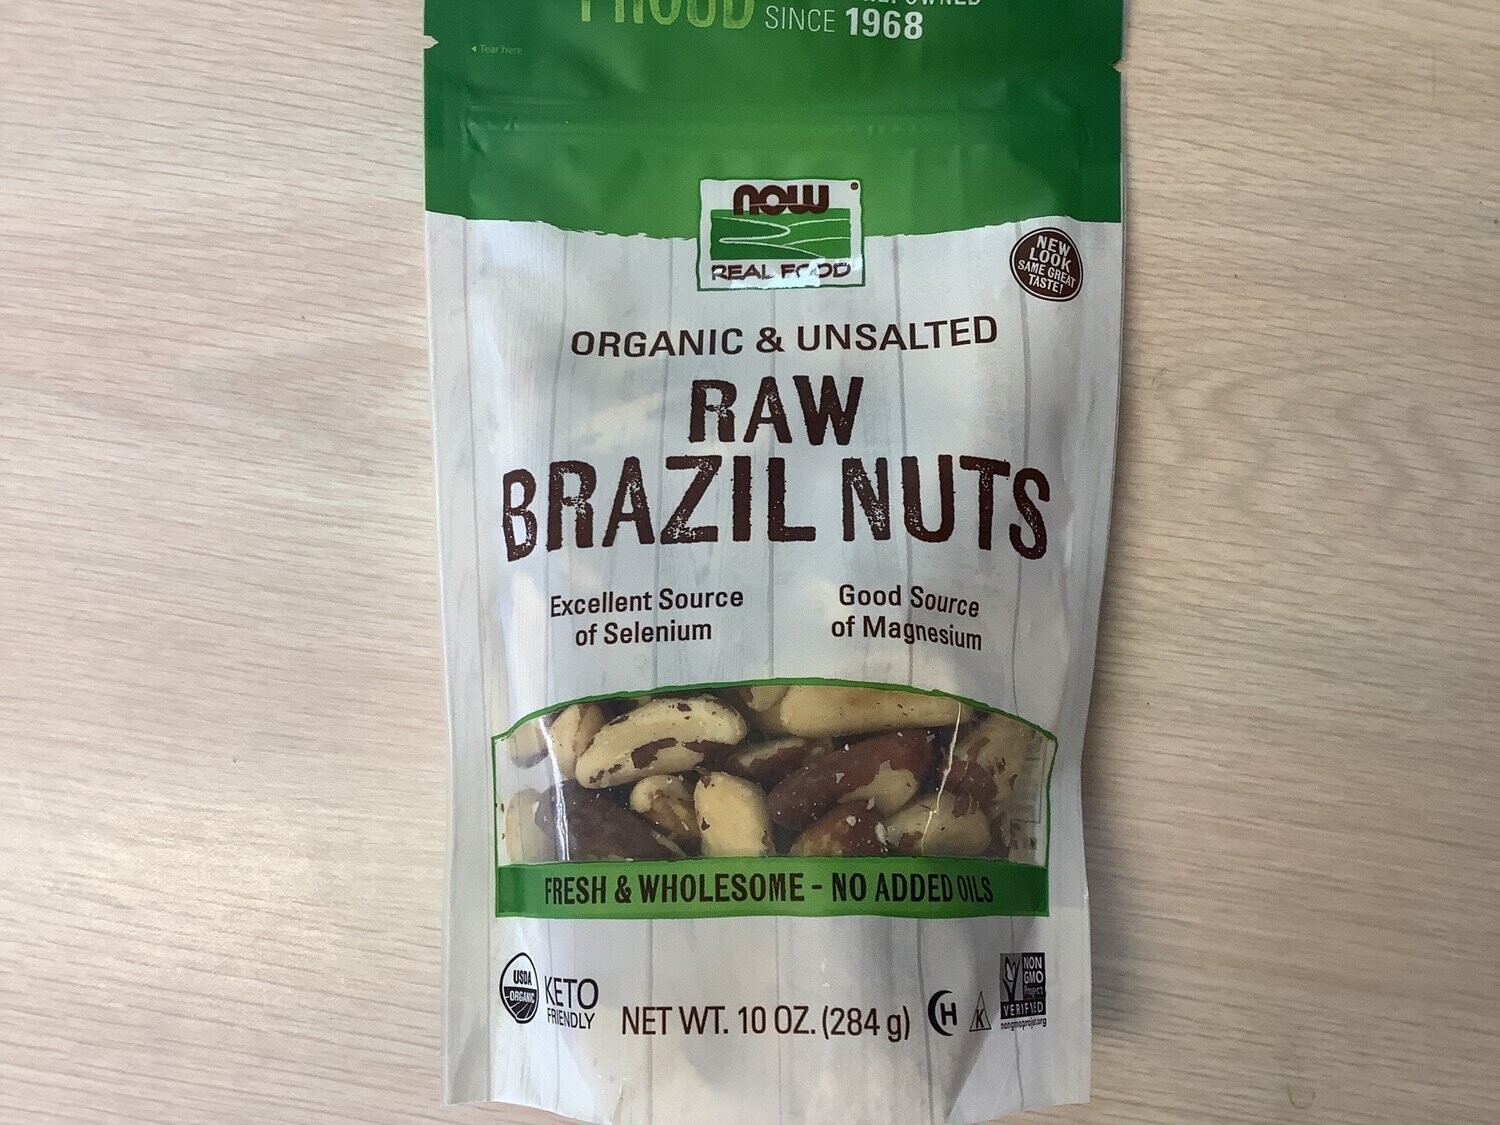 PROUD
SINCE 1968
Tear here
NOW
REAL FOOD
NEW
LOOK
SAME GREAT
TASTE!
ORGANIC & UNSALTED
RAW
BRAZIL NUTS
Excellent Source
of Selenium
Good Source
of Magnesium
FRESH & WHOLESOME - NO ADDED OILS
USDA
ORGANIC
KETO
FRIENDLY
NET WT. 10 OZ. (284 g)
H
K
NON
GMO
Project
VERIFIED
nongmoproject.org